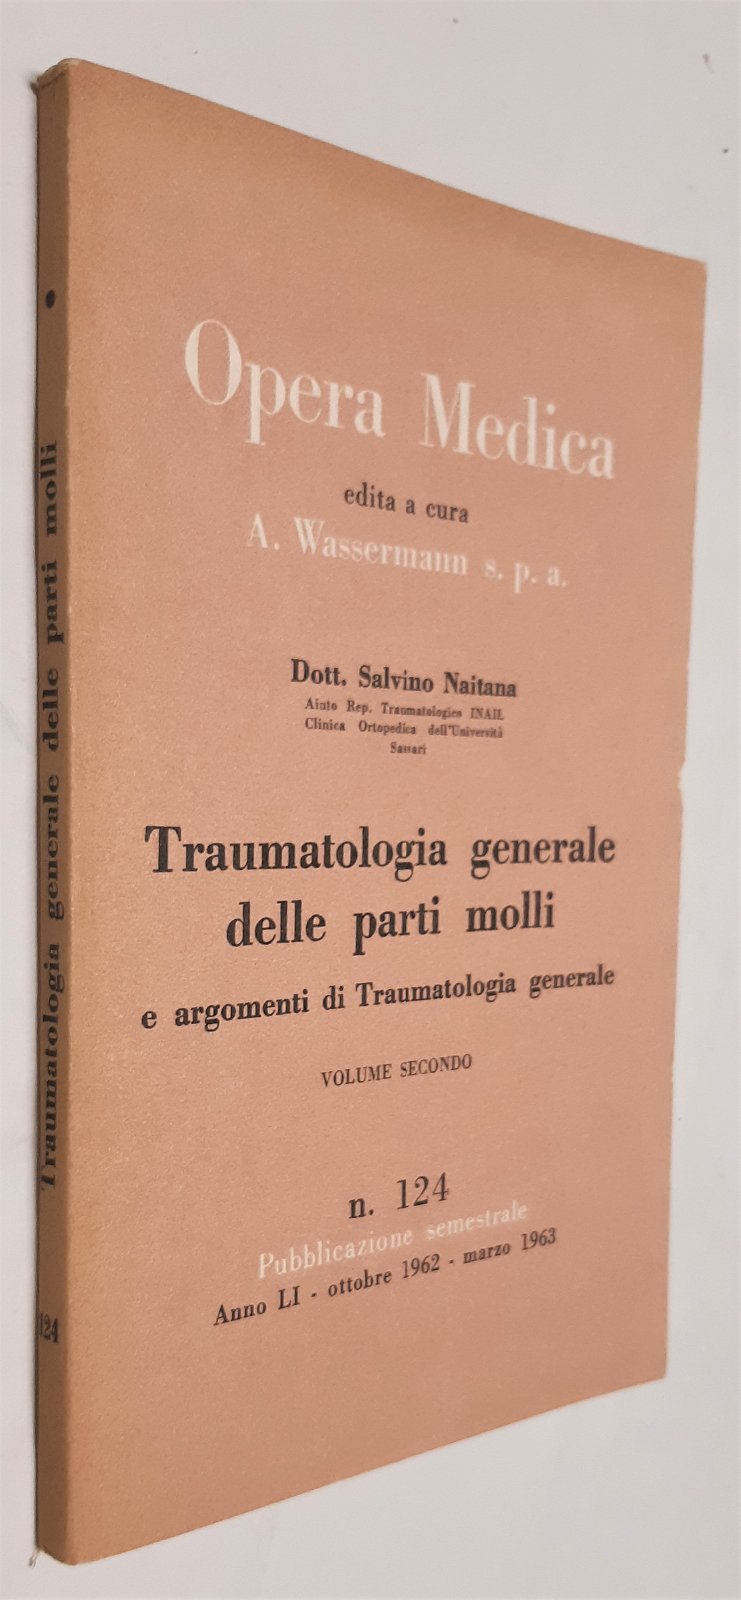 Opera Medica
edita a cura
A. Wassermann s. p. a.
Dott. Salvino Naitana
Aiuto Rep. Traumatologico INAIL
Clinica Ortopedica dell'Università
Sassari
Traumatologia generale
delle parti molli
e argomenti di Traumatologia generale
VOLUME SECONDO
n. 124
Pubblicazione semestrale
Anno LI - ottobre 1962 - marzo 1963
Traumatologia generale delle parti molli •
124